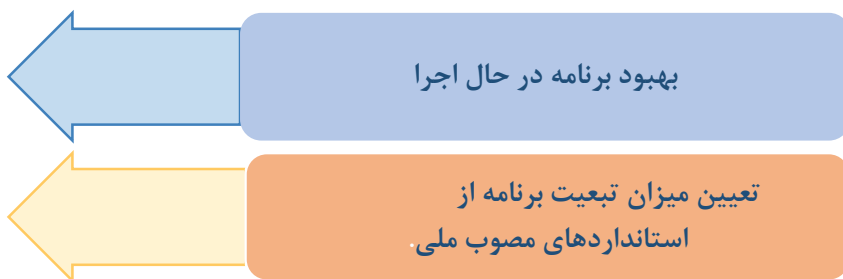 بهبود برنامه در حال اجرا
تعیین میزان تبعیت برنامه از
استانداردهای مصوب ملی.